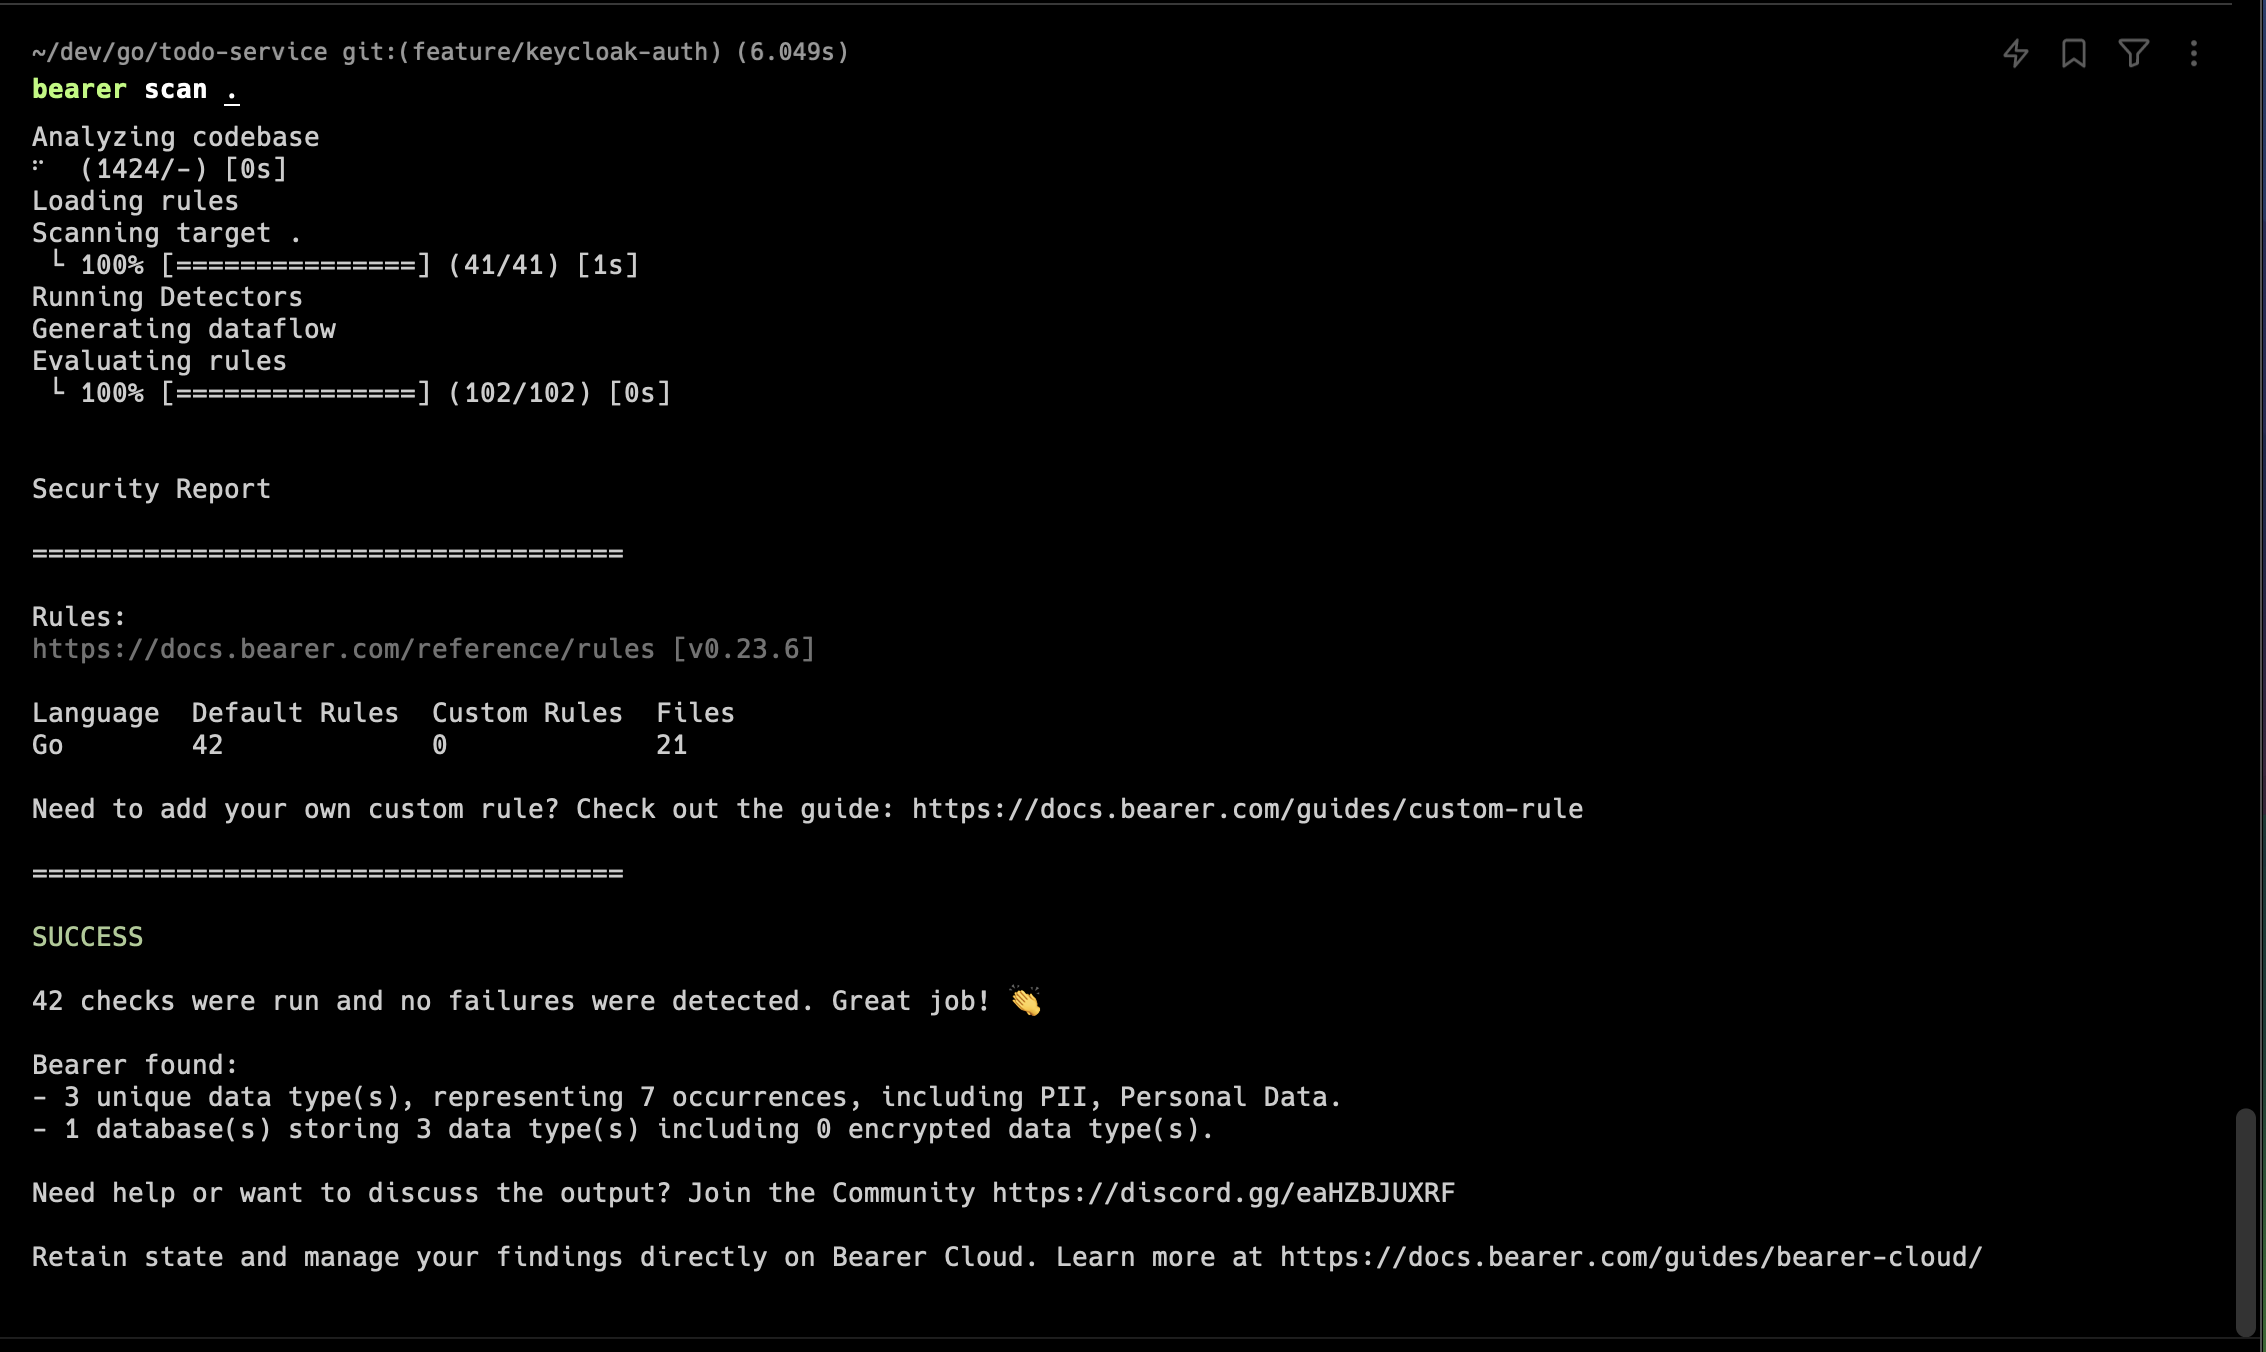 ~/dev/go/todo-service git:(feature/keycloak-auth) (6.049s)
bearer scan .
Analyzing codebase
⠋  (1424/-) [0s]
Loading rules
Scanning target .
└ 100% [===============] (41/41) [1s]
Running Detectors
Generating dataflow
Evaluating rules
└ 100% [===============] (102/102) [0s]
Security Report
=====================================
Rules:
https://docs.bearer.com/reference/rules [v0.23.6]
Language  Default Rules  Custom Rules  Files
Go        42             0             21
Need to add your own custom rule? Check out the guide: https://docs.bearer.com/guides/custom-rule
=====================================
SUCCESS
42 checks were run and no failures were detected. Great job! 👏
Bearer found:
- 3 unique data type(s), representing 7 occurrences, including PII, Personal Data.
- 1 database(s) storing 3 data type(s) including 0 encrypted data type(s).
Need help or want to discuss the output? Join the Community https://discord.gg/eaHZBJUXRF
Retain state and manage your findings directly on Bearer Cloud. Learn more at https://docs.bearer.com/guides/bearer-cloud/